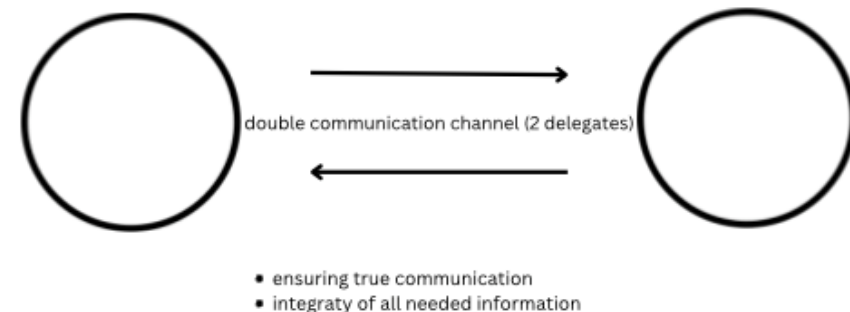 double communication channel (2 delegates)
• ensuring true communication
• integraty of all needed information